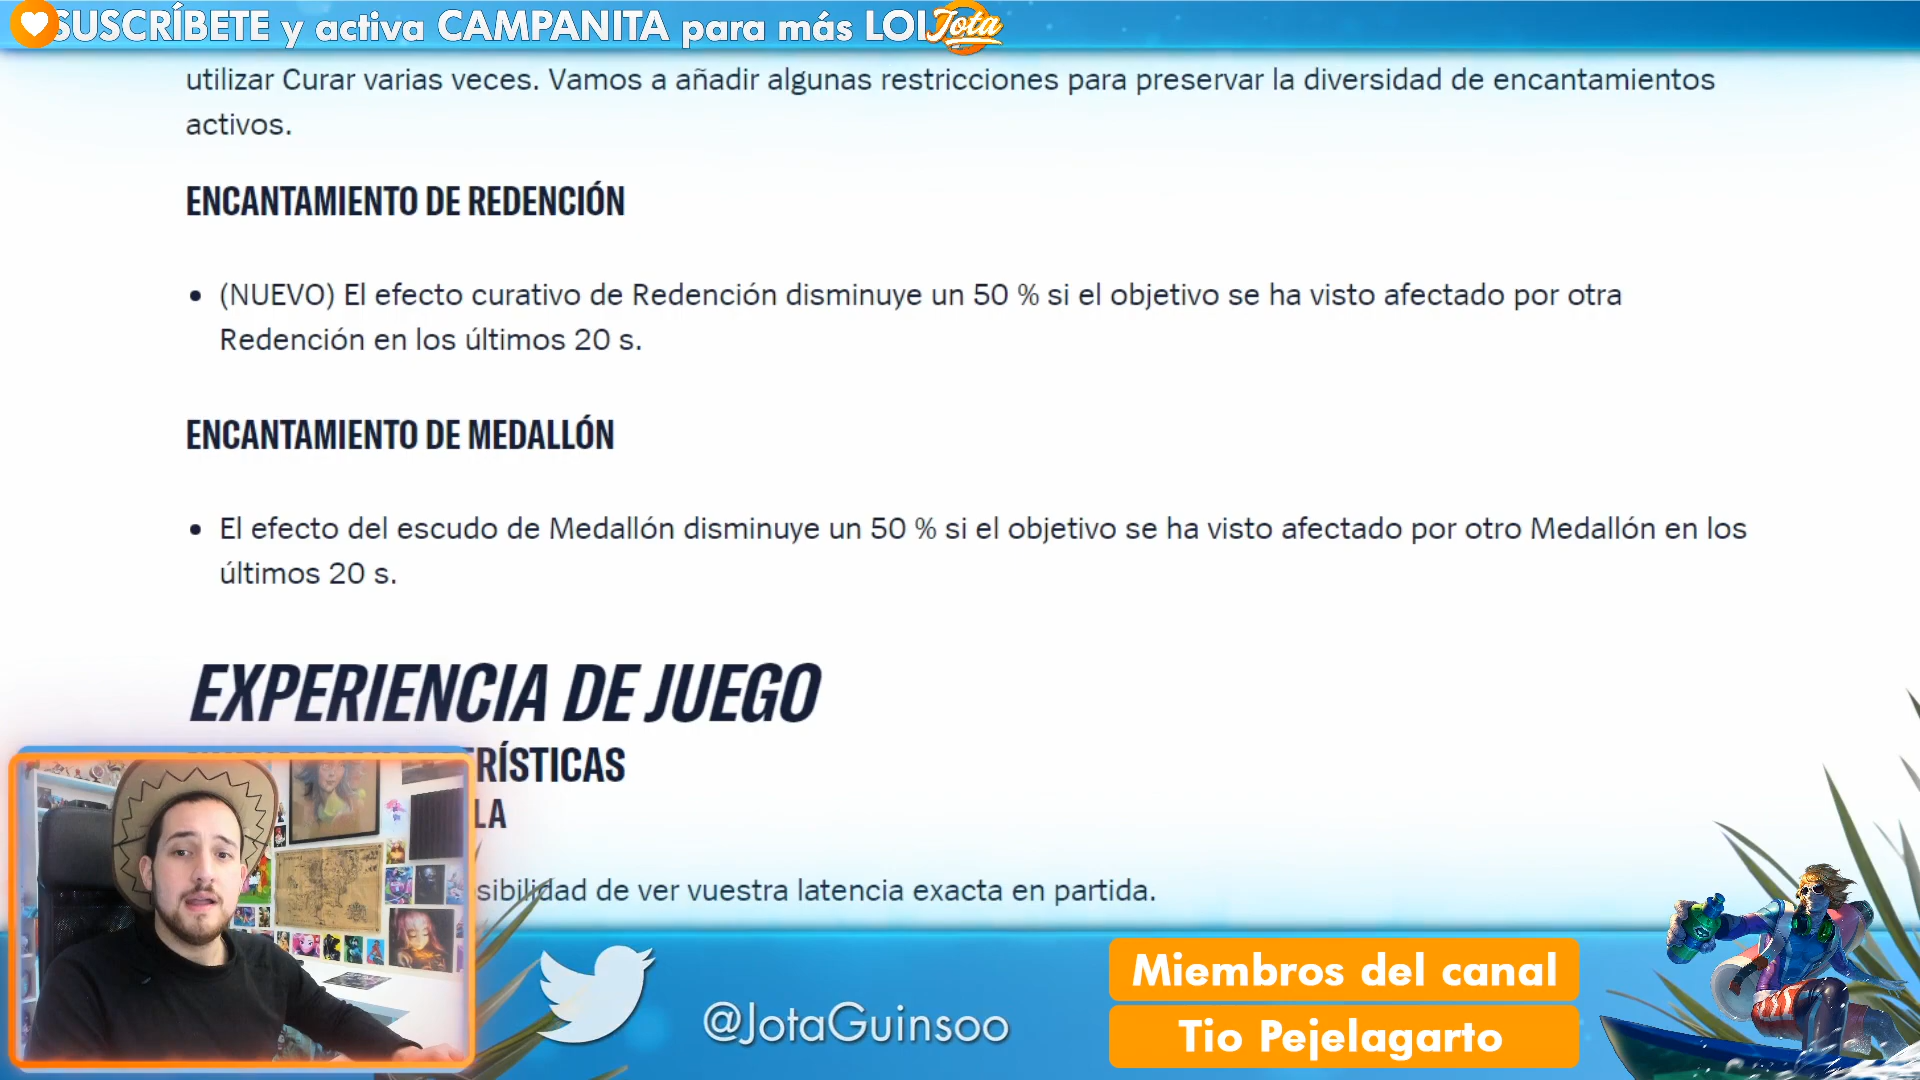 SUSCRÍBETE y activa CAMPANITA para más LOL
Jota
utilizar Curar varias veces. Vamos a añadir algunas restricciones para preservar la diversidad de encantamientos
activos.
ENCANTAMIENTO DE REDENCIÓN
• (NUEVO) El efecto curativo de Redención disminuye un 50 % si el objetivo se ha visto afectado por otra
Redención en los últimos 20 s.
ENCANTAMIENTO DE MEDALLÓN
• El efecto del escudo de Medallón disminuye un 50 % si el objetivo se ha visto afectado por otro Medallón en los
últimos 20 s.
EXPERIENCIA DE JUEGO
RÍSTICAS
LA
sibilidad de ver vuestra latencia exacta en partida.
@JotaGuinsoo
Miembros del canal
Tio Pejelagarto